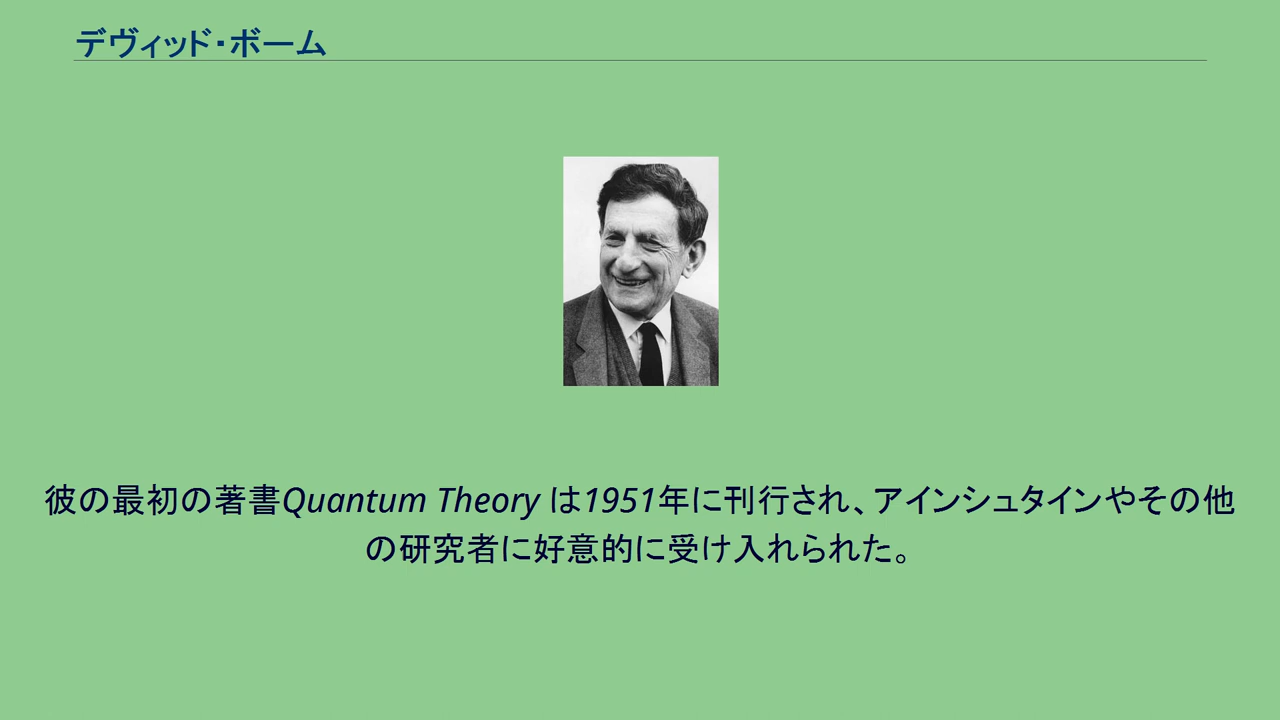 デヴィッド・ボーム
彼の最初の著書Quantum Theory は1951年に刊行され、アインシュタインやその他
の研究者に好意的に受け入れられた。